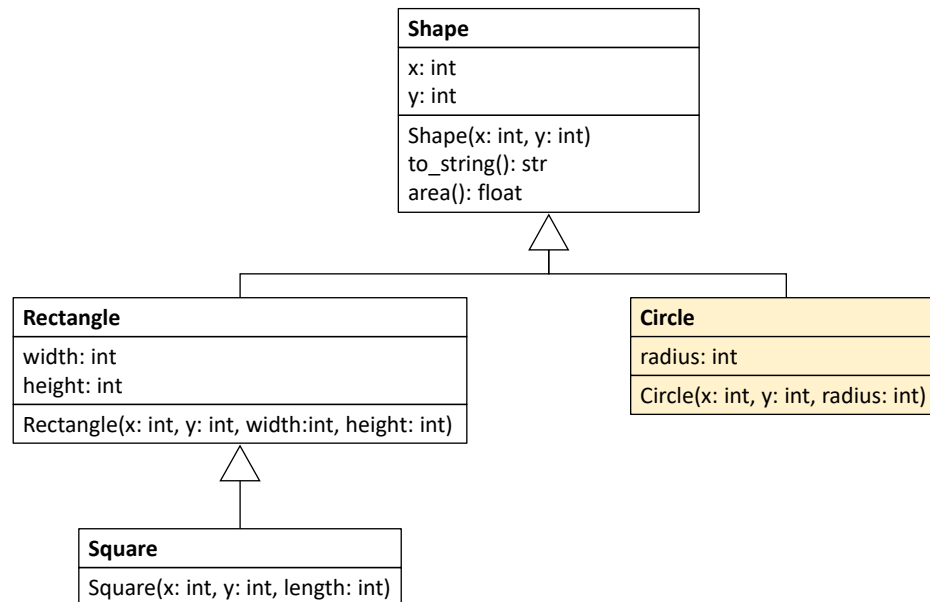 Shape
x: int
y: int
Shape(x: int, y: int)
to_string(): str
area(): float
Rectangle
width: int
height: int
Rectangle(x: int, y: int, width:int, height: int)
Circle
radius: int
Circle(x: int, y: int, radius: int)
Square
Square(x: int, y: int, length: int)